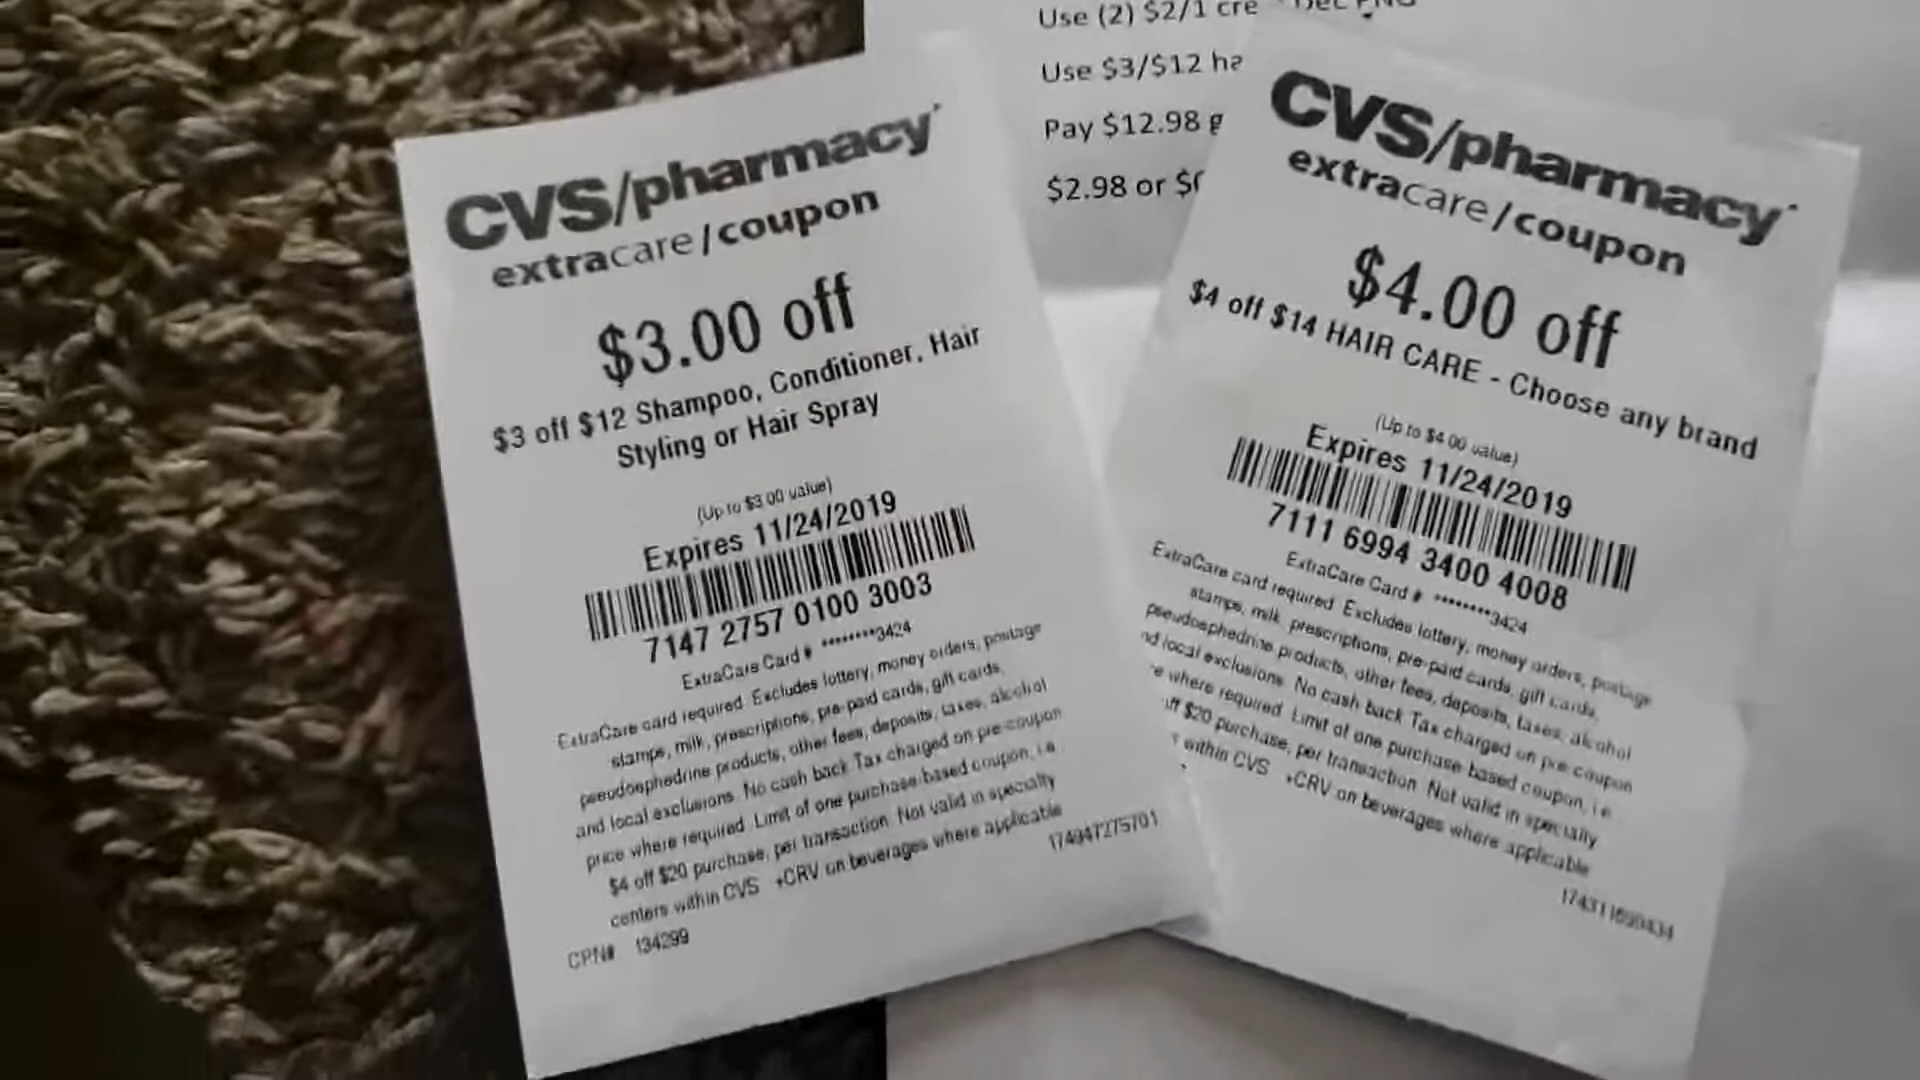 Use (2) $2/1 cre
Use $3/$12 ha
Pay $12.98 g
$2.98 or $
CVS/pharmacy
extracare/coupon
$3.00 off
$3 off $12 Shampoo, Conditioner, Hair
Styling or Hair Spray
(Up to $3.00 value)
Expires 11/24/2019
7147 2757 0100 3003
ExtraCare Card # ********3424
ExtraCare card required. Excludes lottery, money orders, postage
stamps, milk, prescriptions, pre-paid cards, gift cards,
pseudoephedrine products, other fees, deposits, taxes, alcohol
and local exclusions. No cash back Tax charged on pre-coupon
price where required. Limit of one purchase-based coupon, i.e.
$4 off $20 purchase, per transaction. Not valid in specialty
centers within CVS +CRV on beverages where applicable
174947275701
CPN# 134299
CVS/pharmacy
extracare/coupon
$4.00 off
$4 off $14 HAIR CARE - Choose any brand
(Up to $4.00 value)
Expires 11/24/2019
7111 6994 3400 4008
ExtraCare Card # ********3424
ExtraCare card required. Excludes lottery, money orders, postage
stamps, milk, prescriptions, pre-paid cards, gift cards,
pseudoephedrine products, other fees, deposits, taxes, alcohol
nd local exclusions. No cash back Tax charged on pre-coupon
e where required. Limit of one purchase-based coupon, i.e.
ff $20 purchase, per transaction. Not valid in specialty
within CVS +CRV on beverages where applicable